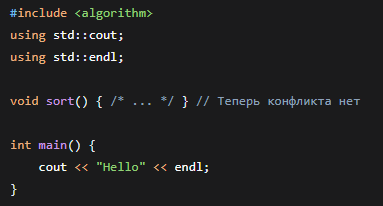 #include <algorithm>
using std::cout;
using std::endl;
void sort() { /* ... */ } // Теперь конфликта нет
int main() {
    cout << "Hello" << endl;
}